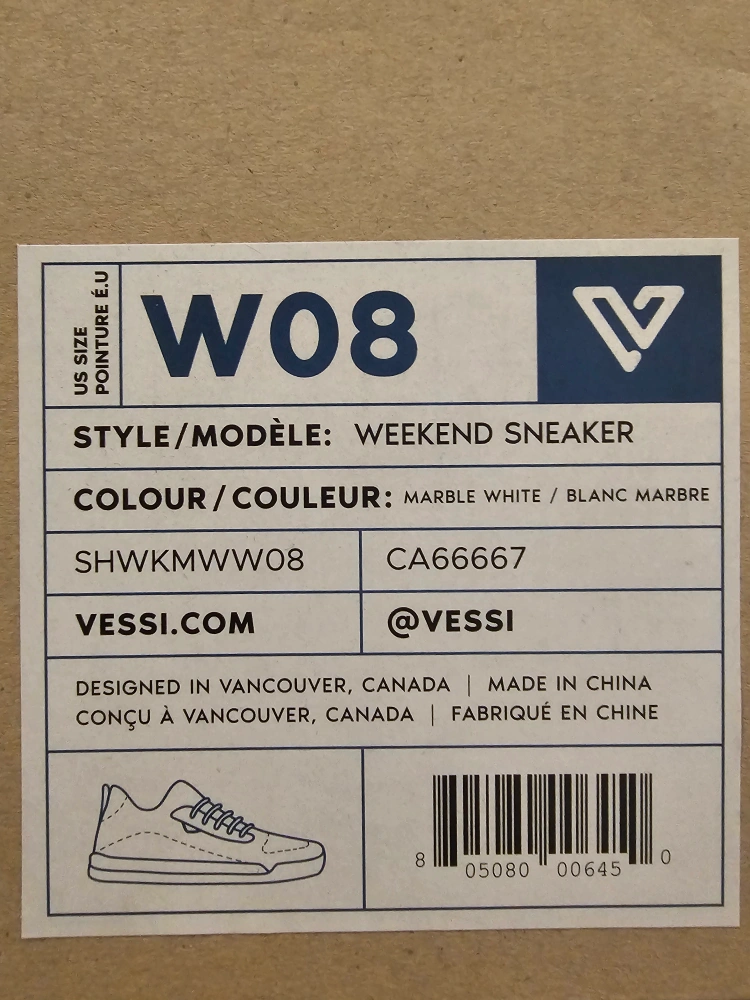 US SIZE
POINTURE É.U
W08
STYLE/MODÈLE: WEEKEND SNEAKER
COLOUR/COULEUR: MARBLE WHITE / BLANC MARBRE
SHWKMWW08 CA66667
VESSI.COM @VESSI
DESIGNED IN VANCOUVER, CANADA | MADE IN CHINA
CONÇU À VANCOUVER, CANADA | FABRIQUÉ EN CHINE
8 05080 00645 0